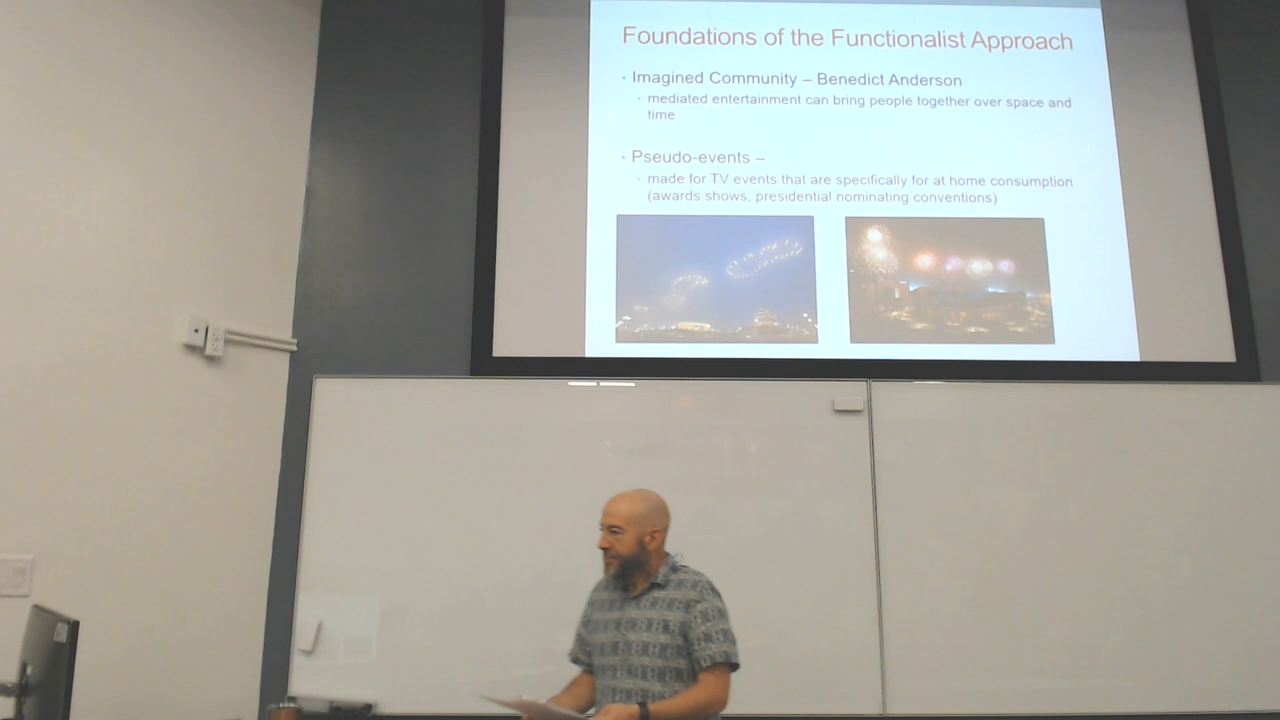 Foundations of the Functionalist Approach
• Imagined Community – Benedict Anderson
• mediated entertainment can bring people together over space and
time
• Pseudo-events –
• made for TV events that are specifically for at home consumption
(awards shows, presidential nominating conventions)